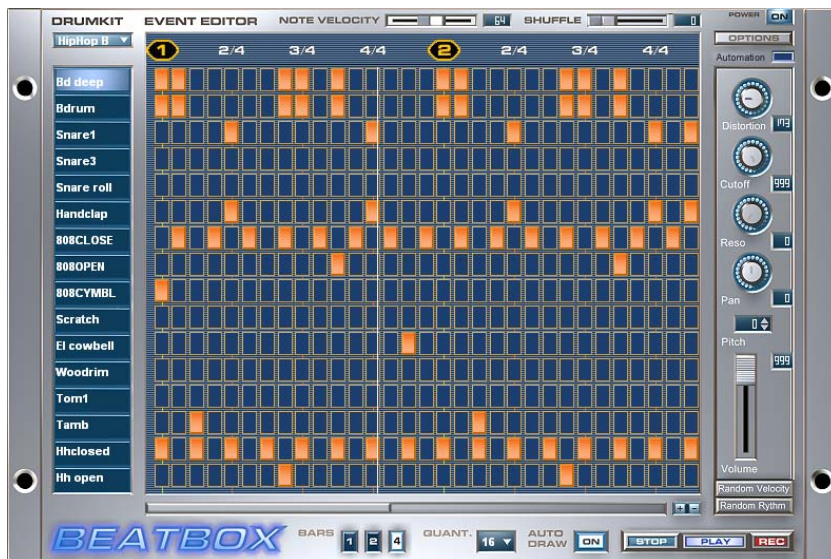 DRUMKIT EVENT EDITOR NOTE VELOCITY 64 SHUFFLE 0 POWER ON
HipHop B
1 2/4 3/4 4/4 2 2/4 3/4 4/4
OPTIONS
Automation
Bd deep
Bdrum
Snare1
Snare3
Snare roll
Handclap
808CLOSE
808OPEN
808CYMBL
Scratch
El cowbell
Woodrim
Tom1
Tamb
Hhclosed
Hh open
Distortion 173
Cutoff 999
Reso 0
Pan 0
0
Pitch
999
Volume
Random Velocity
Random Rythm
+ -
BEATBOX BARS 1 2 4 QUANT. 16 AUTO DRAW ON STOP PLAY REC